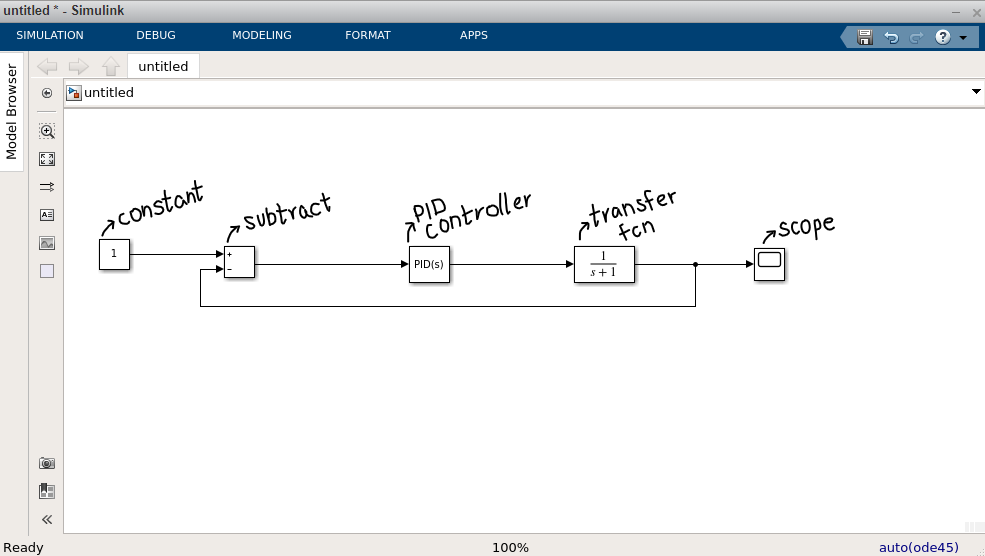 untitled * - Simulink
SIMULATION DEBUG MODELING FORMAT APPS
?
untitled
Model Browser
untitled
A
constant
subtract
PID
controller
transfer
fcn
scope
1
+
−
PID(s)
1
s + 1
Ready 100% auto(ode45)